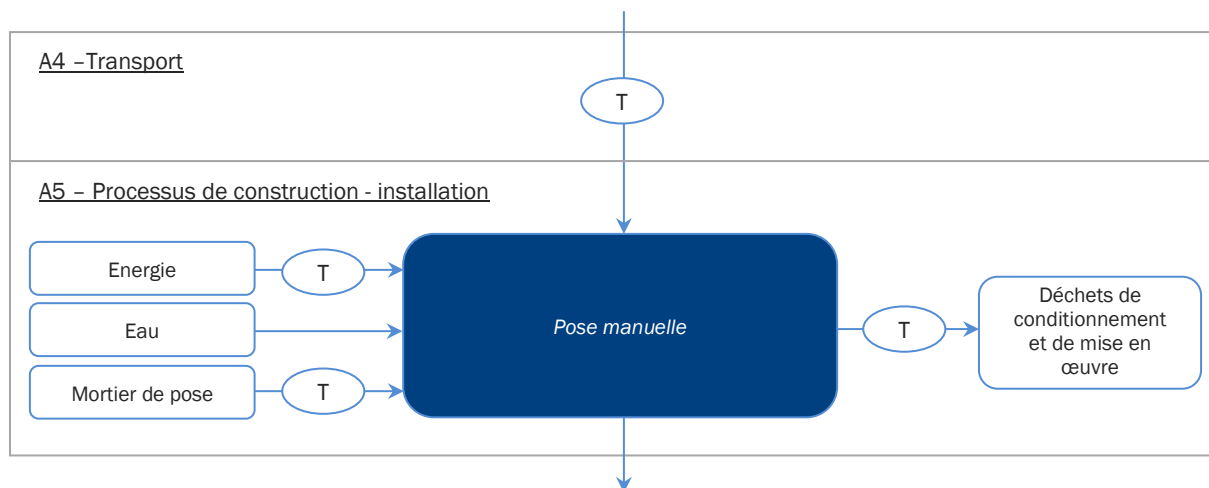 A4 –Transport
T
A5 – Processus de construction - installation
Energie
T
Eau
Mortier de pose
T
Pose manuelle
T
Déchets de
conditionnement
et de mise en
œuvre